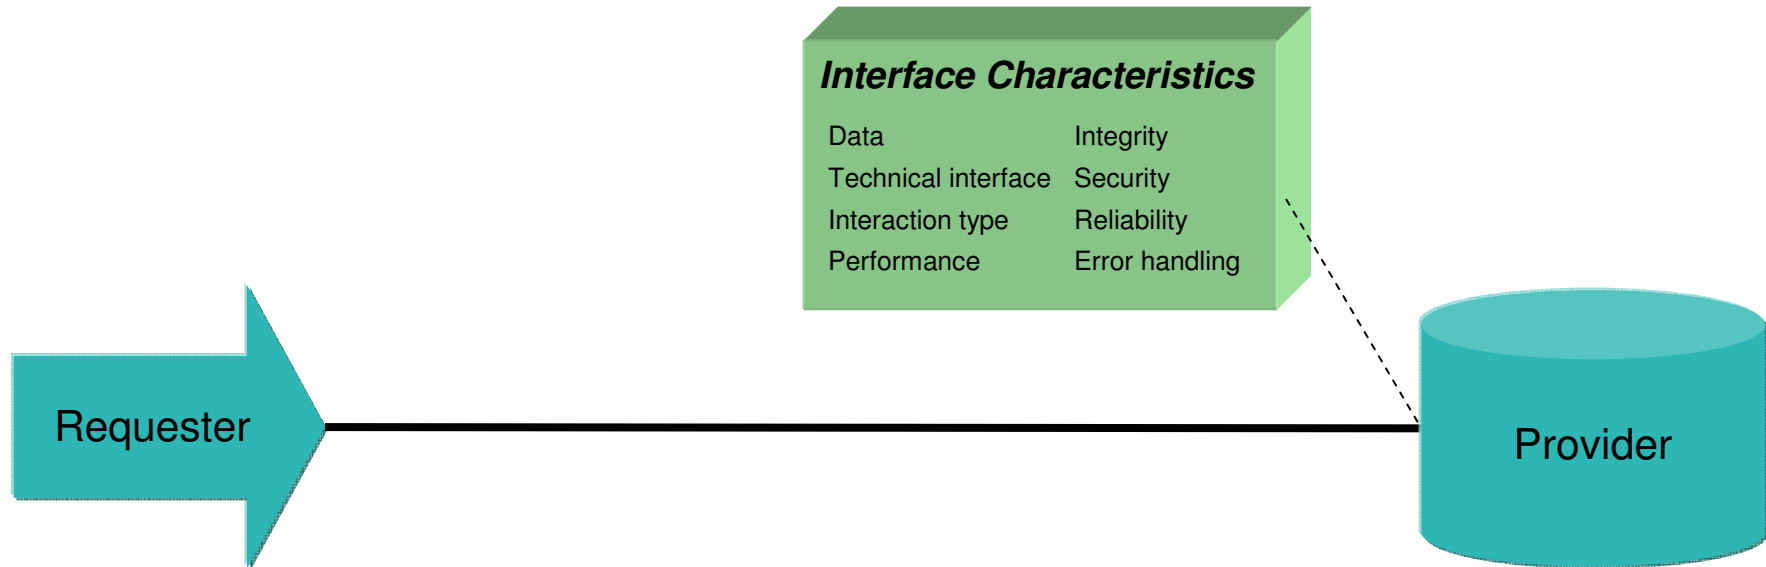 Interface Characteristics
Data
Technical interface
Interaction type
Performance
Integrity
Security
Reliability
Error handling
Requester
Provider